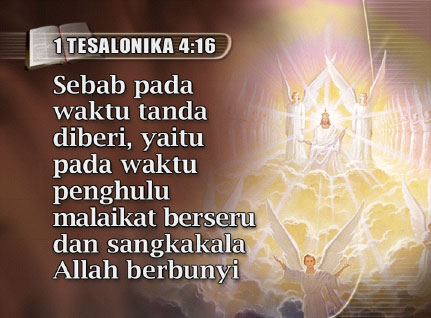 1 TESALONIKA 4:16
Sebab pada
waktu tanda
diberi, yaitu
pada waktu
penghulu
malaikat berseru
dan sangkakala
Allah berbunyi